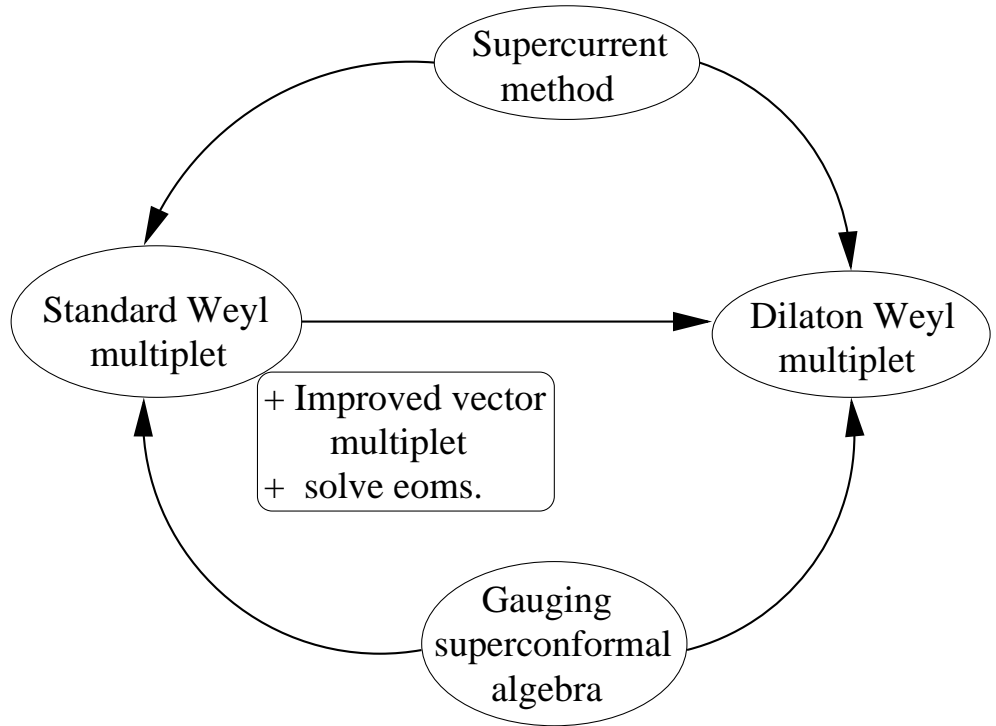 Supercurrent
method
Standard Weyl
multiplet
Dilaton Weyl
multiplet
+ Improved vector
multiplet
+ solve eoms.
Gauging
superconformal
algebra